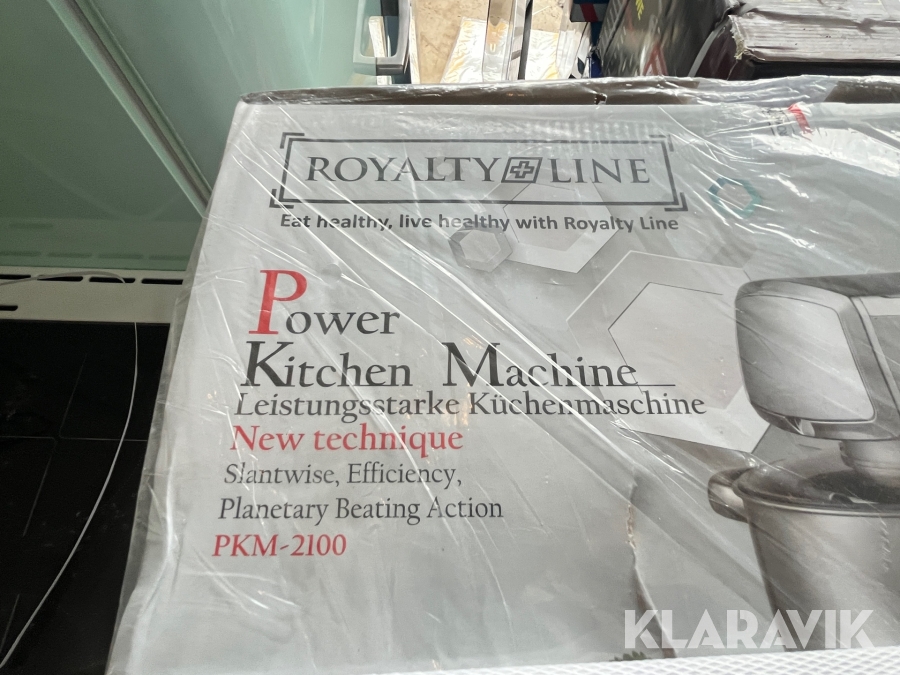 ROYALTY LINE
Eat healthy, live healthy with Royalty Line
Power
Kitchen Machine
Leistungsstarke Küchenmaschine
New technique
Slantwise, Efficiency,
Planetary Beating Action
PKM-2100
KLARAVIK